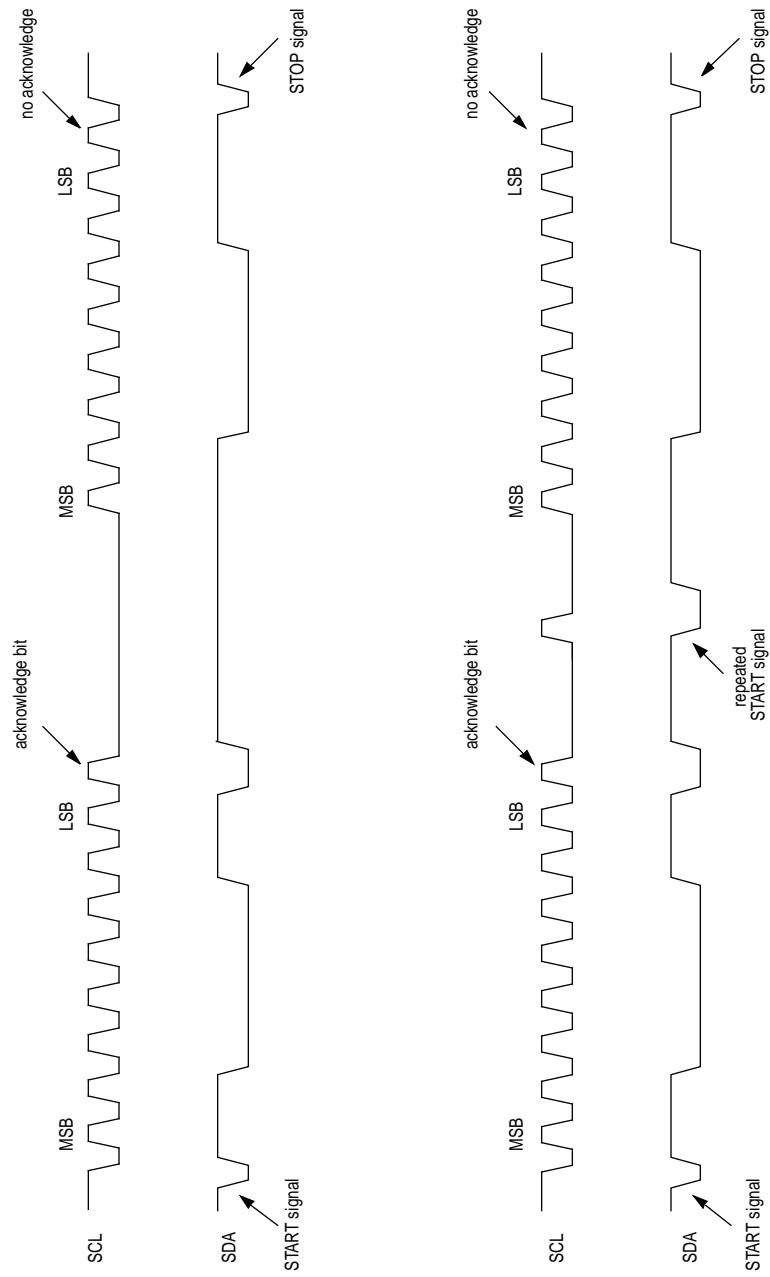 MSB
LSB
acknowledge bit
MSB
LSB
no acknowledge
SCL
SDA
START signal
STOP signal
MSB
LSB
acknowledge bit
MSB
LSB
no acknowledge
SCL
SDA
START signal
repeated
START signal
STOP signal